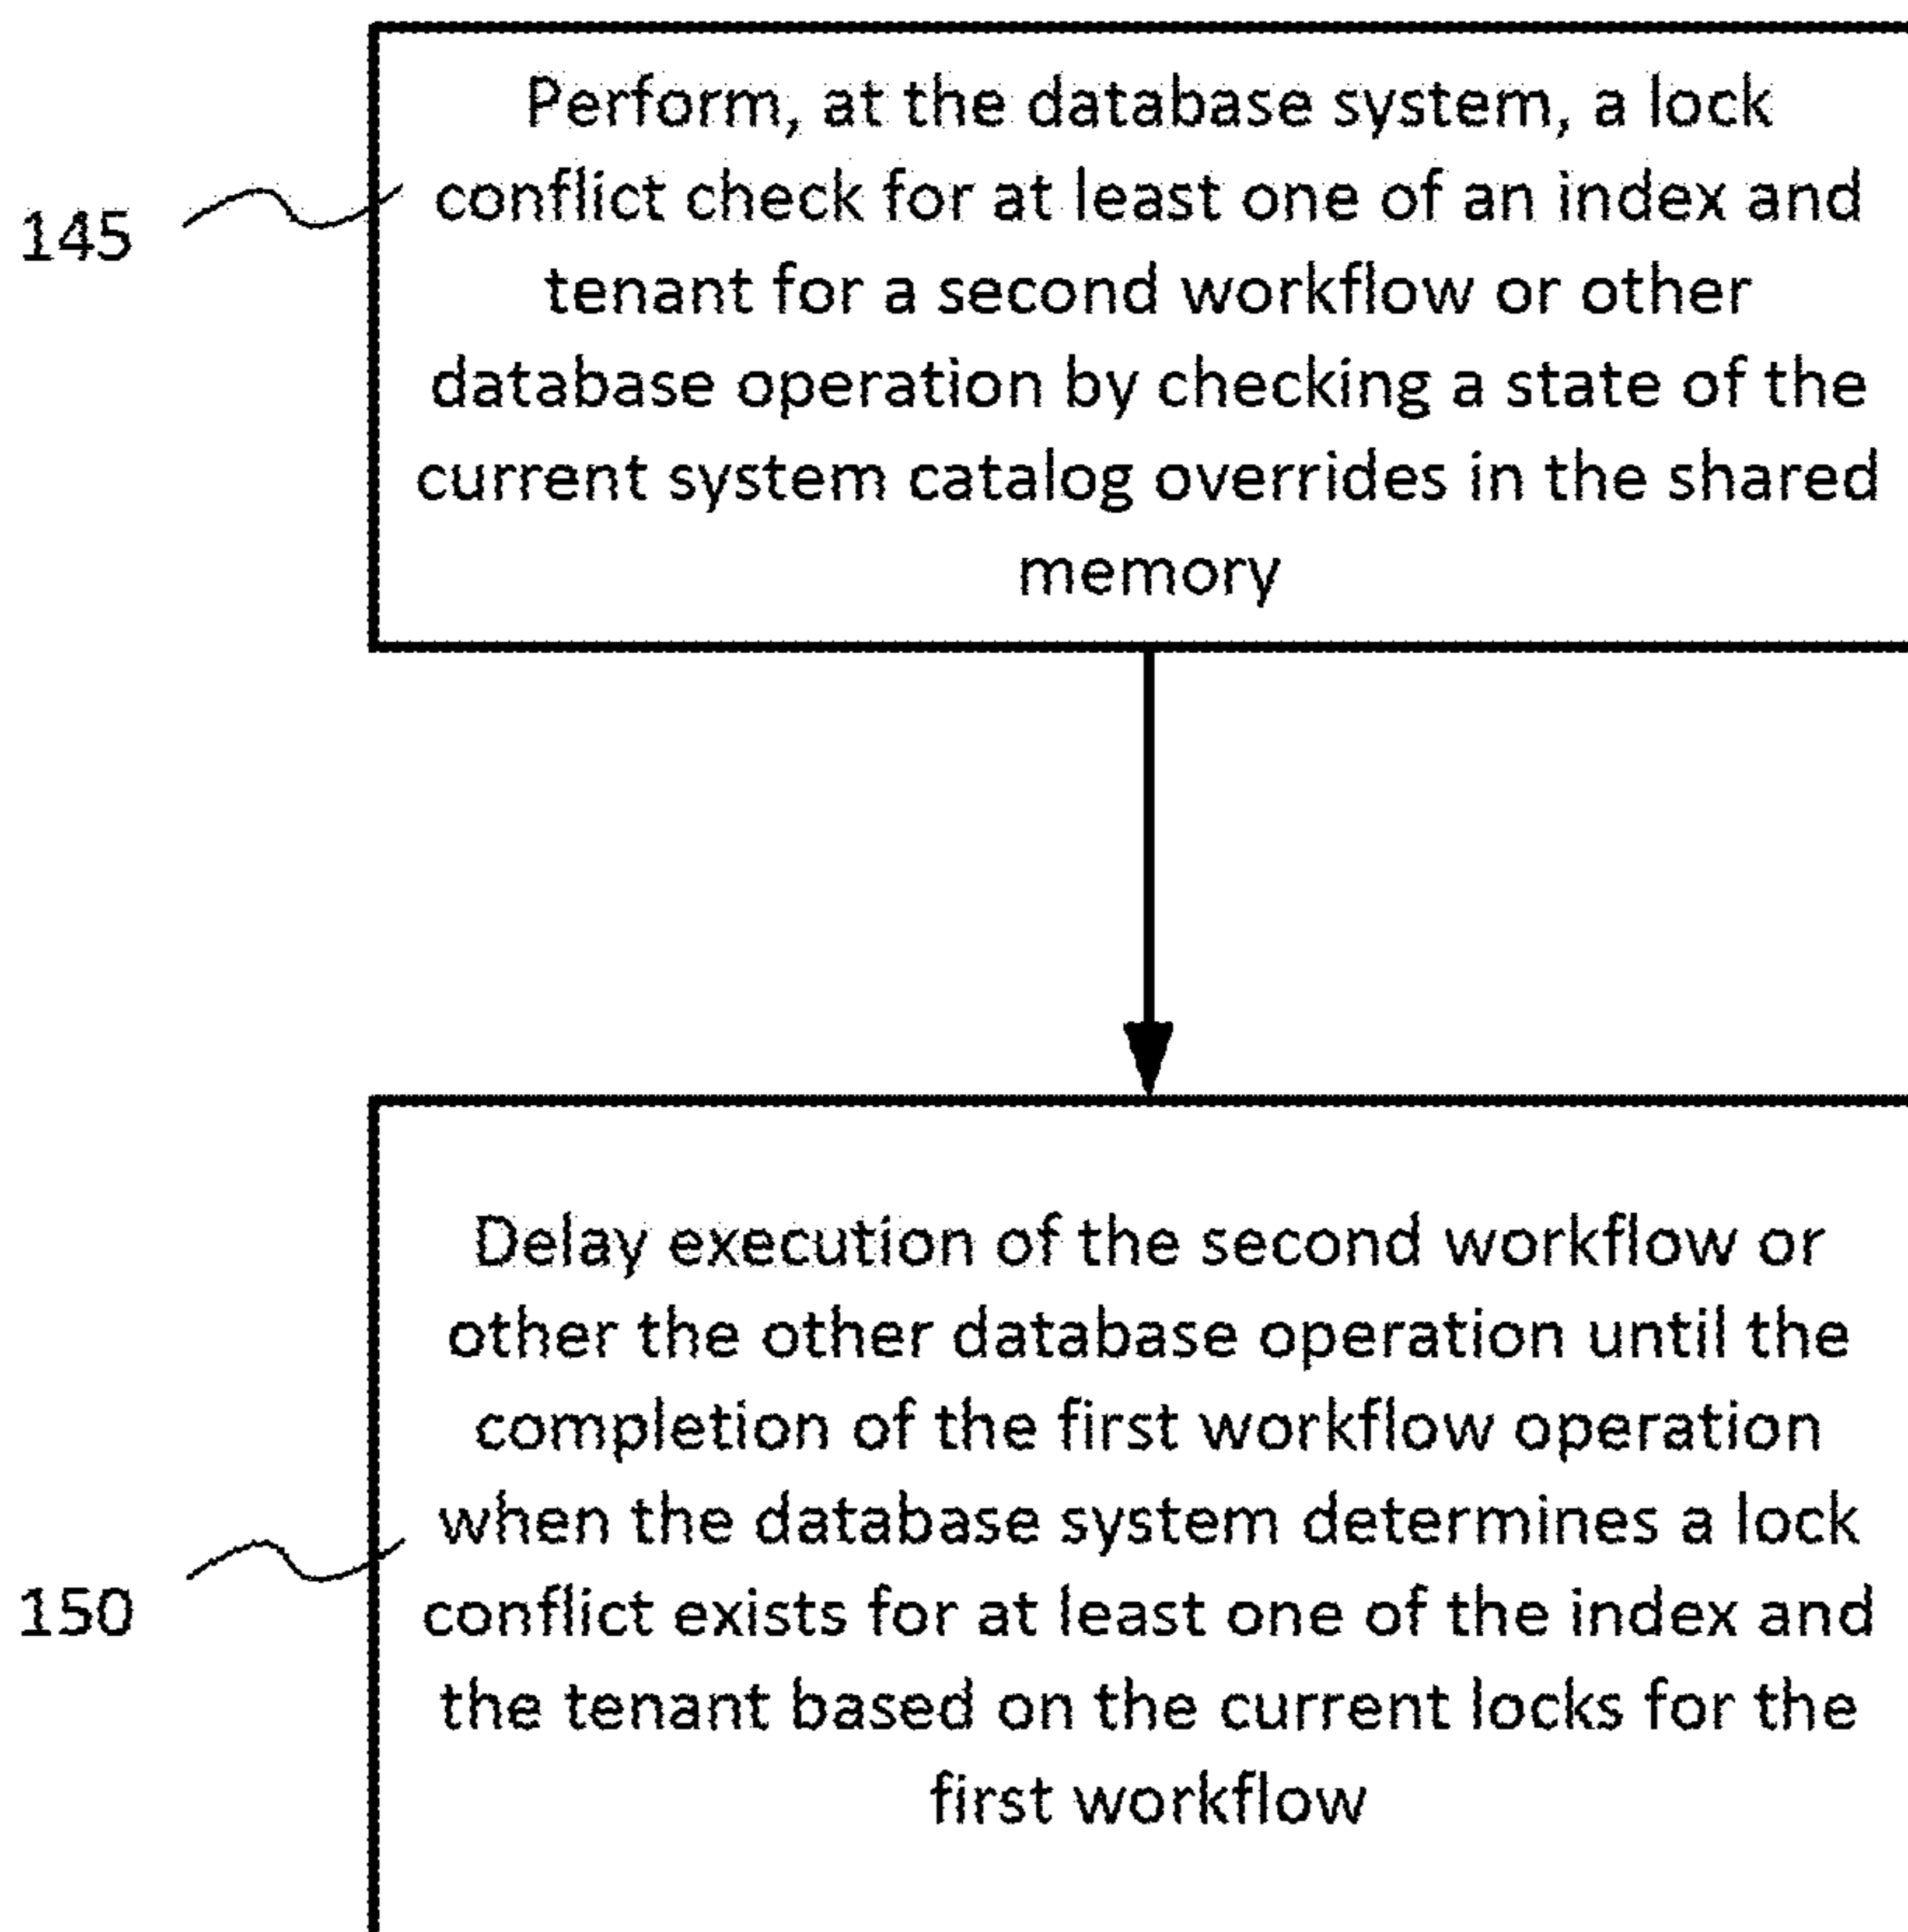 Perform, at the database system, a lock
conflict check for at least one of an index and
tenant for a second workflow or other
database operation by checking a state of the
current system catalog overrides in the shared
memory
145
Delay execution of the second workflow or
other the other database operation until the
completion of the first workflow operation
when the database system determines a lock
conflict exists for at least one of the index and
the tenant based on the current locks for the
first workflow
150